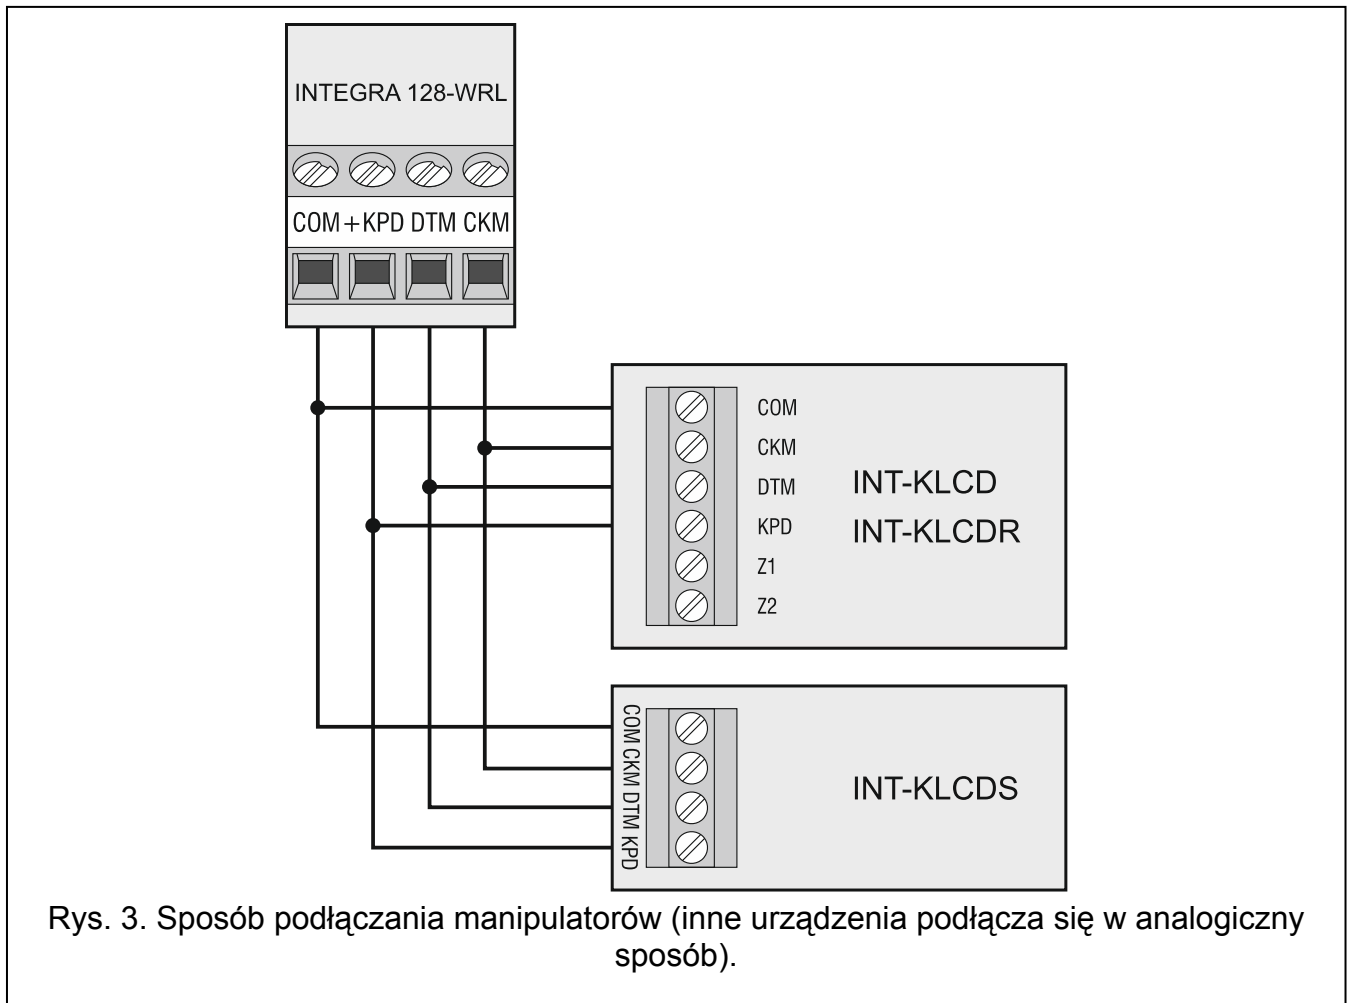 INTEGRA 128-WRL
COM +KPD DTM CKM
COM
CKM
DTM
KPD
Z1
Z2
INT-KLCD
INT-KLCDR
COM CKM DTM KPD
INT-KLCDS
Rys. 3. Sposób podłączania manipulatorów (inne urządzenia podłącza się w analogiczny
sposób).